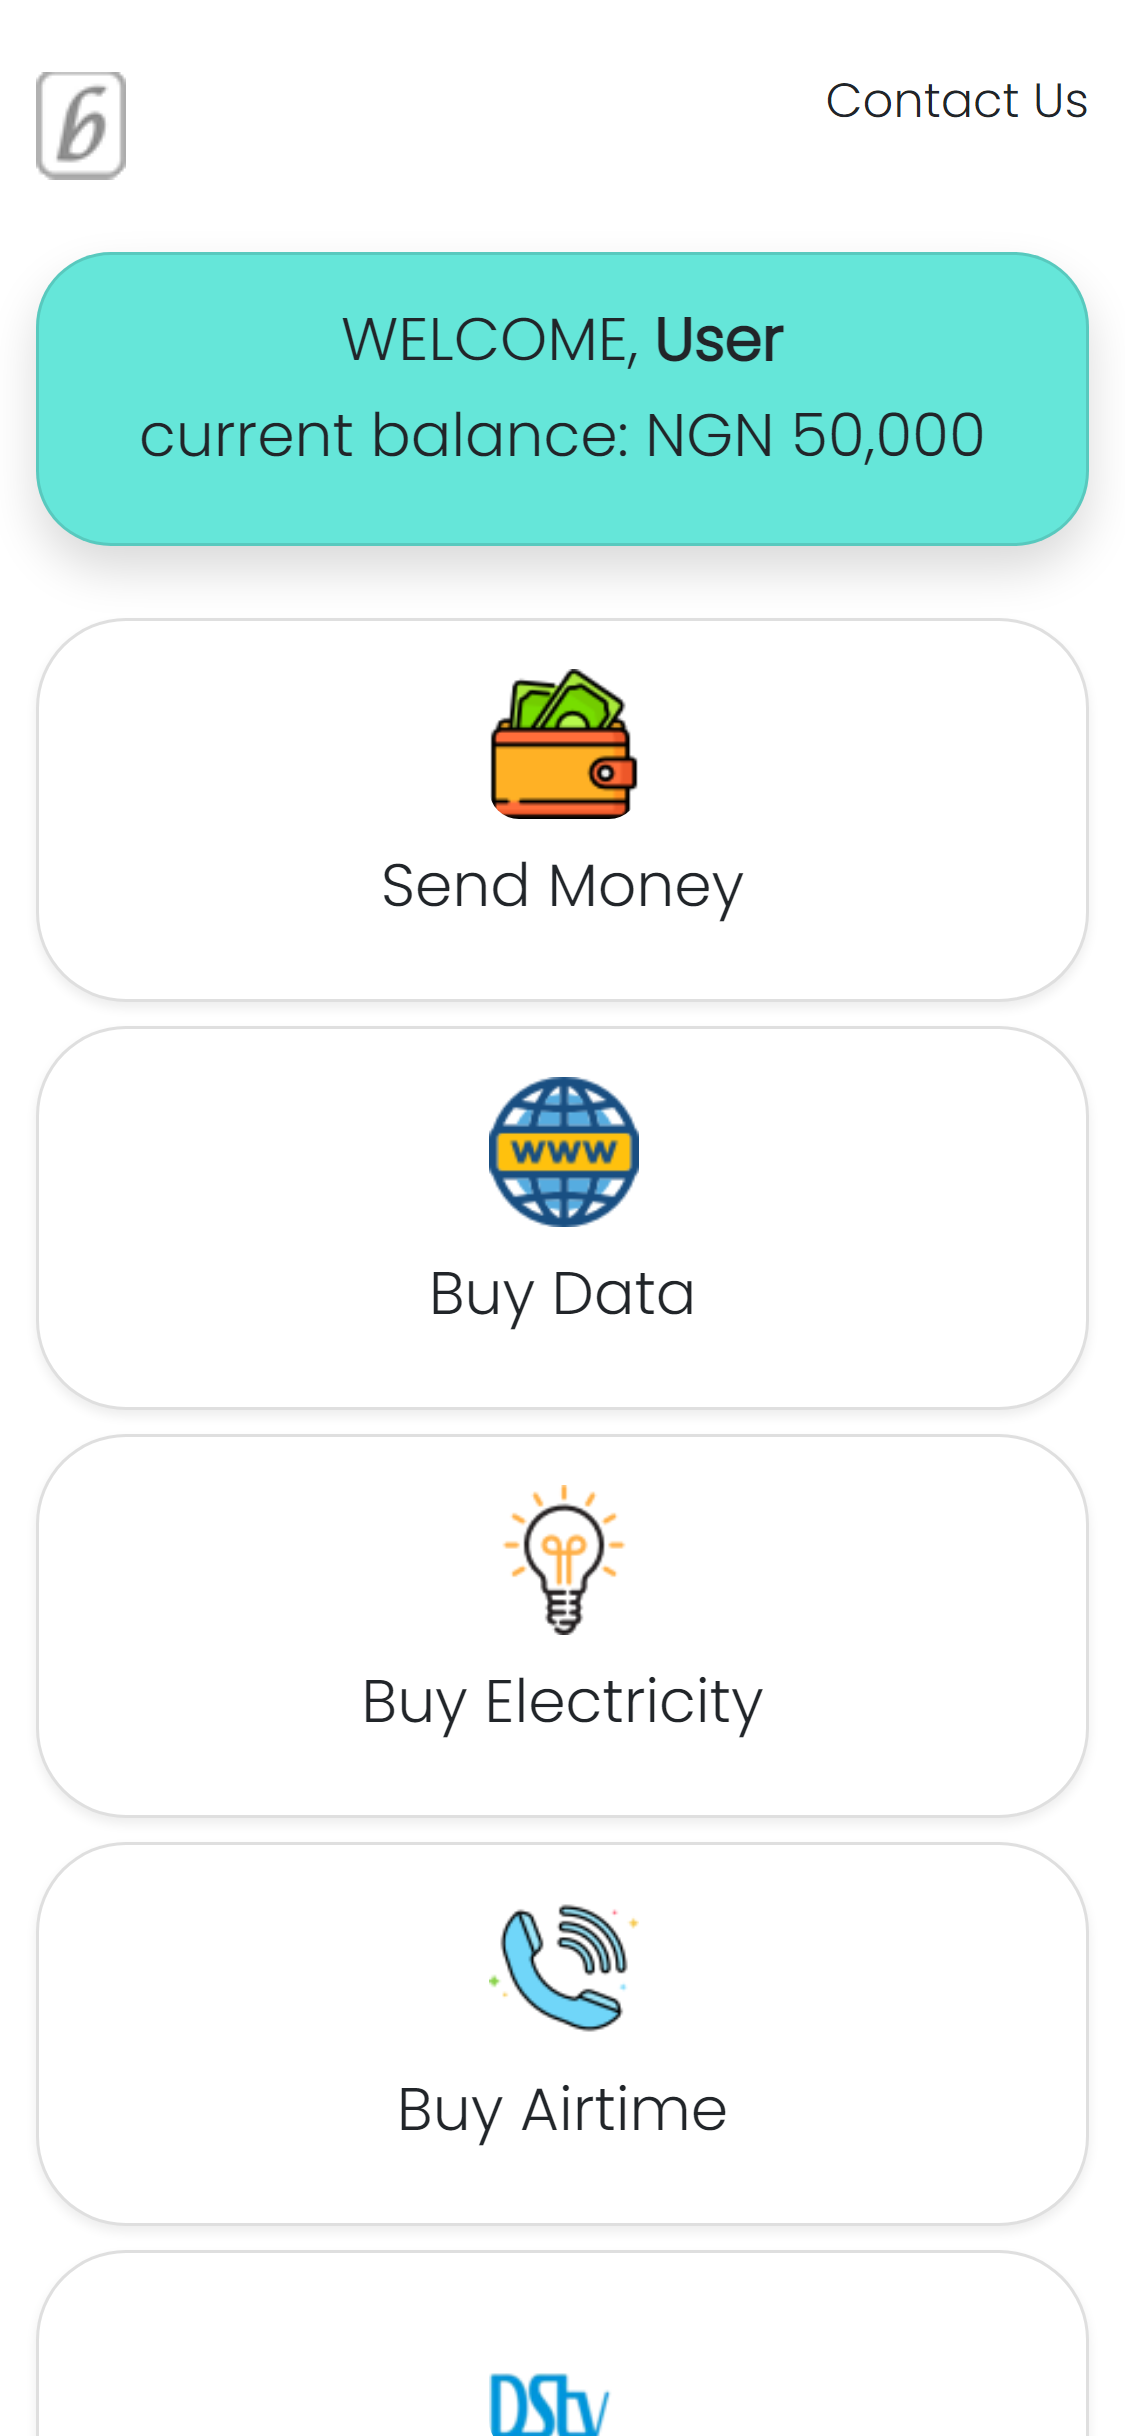 b
Contact Us
WELCOME, User
current balance: NGN 50,000
Send Money
www
Buy Data
Buy Electricity
Buy Airtime
DStv